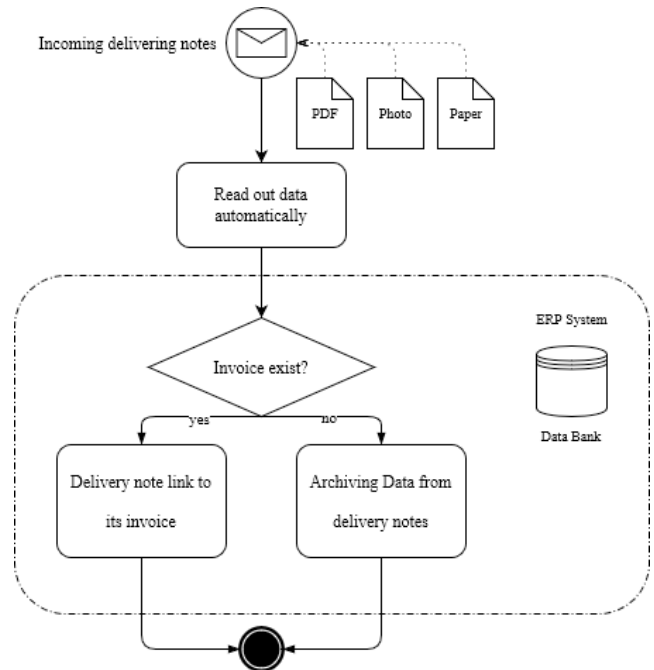 Incoming delivering notes
PDF
Photo
Paper
Read out data
automatically
ERP System
Invoice exist?
Data Bank
yes
no
Delivery note link to
its invoice
Archiving Data from
delivery notes